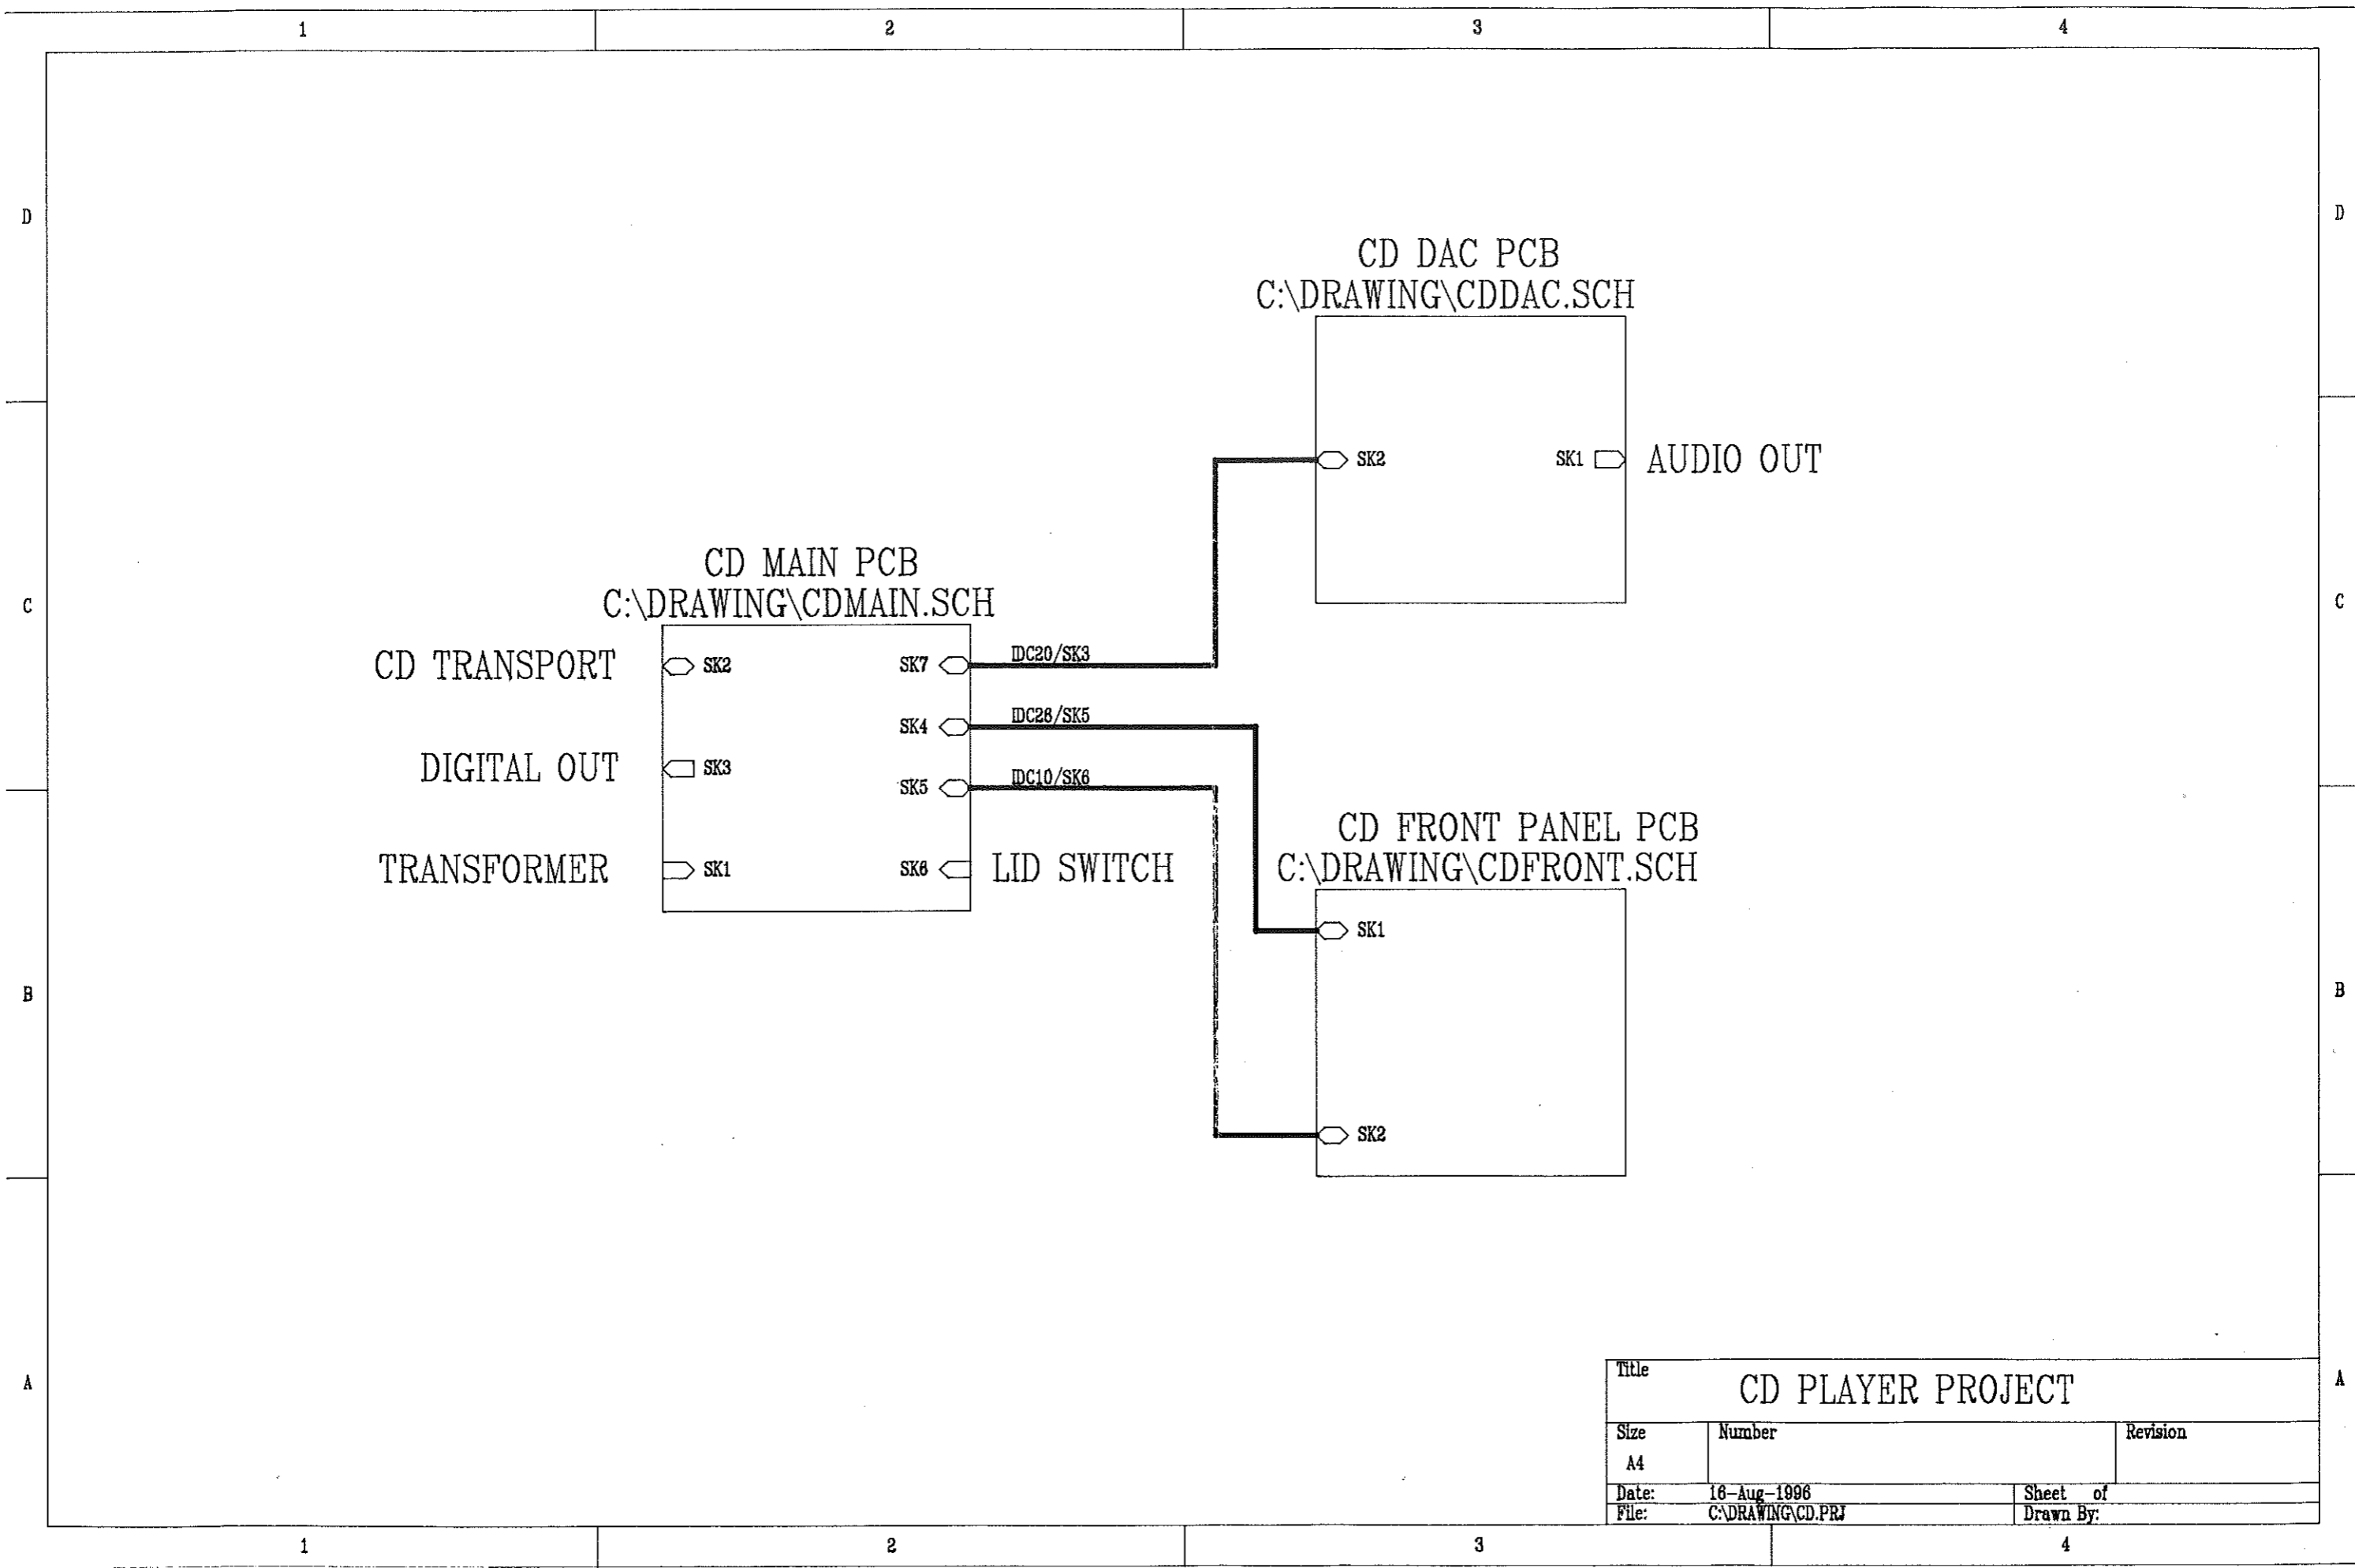 1 2 3 4
D D
CD DAC PCB
C:\DRAWING\CDDAC.SCH
SK2 SK1 AUDIO OUT
CD MAIN PCB
C:\DRAWING\CDMAIN.SCH
C C
CD TRANSPORT SK2 SK7 IDC20/SK3
SK4 IDC26/SK5
DIGITAL OUT SK3
SK5 IDC10/SK6
TRANSFORMER SK1 SK6 LID SWITCH
CD FRONT PANEL PCB
C:\DRAWING\CDFRONT.SCH
SK1
B B
SK2
A A
Title
CD PLAYER PROJECT
Size Number Revision
A4
Date: 16-Aug-1996 Sheet of
File: C:\DRAWING\CD.PRJ Drawn By:
1 2 3 4